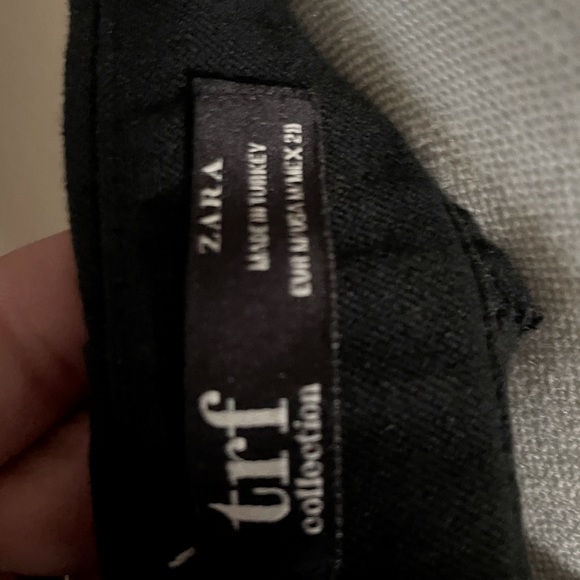 ZARA
MADE IN TURKEY
EUR M/USA M/MEX 28
trf
collection